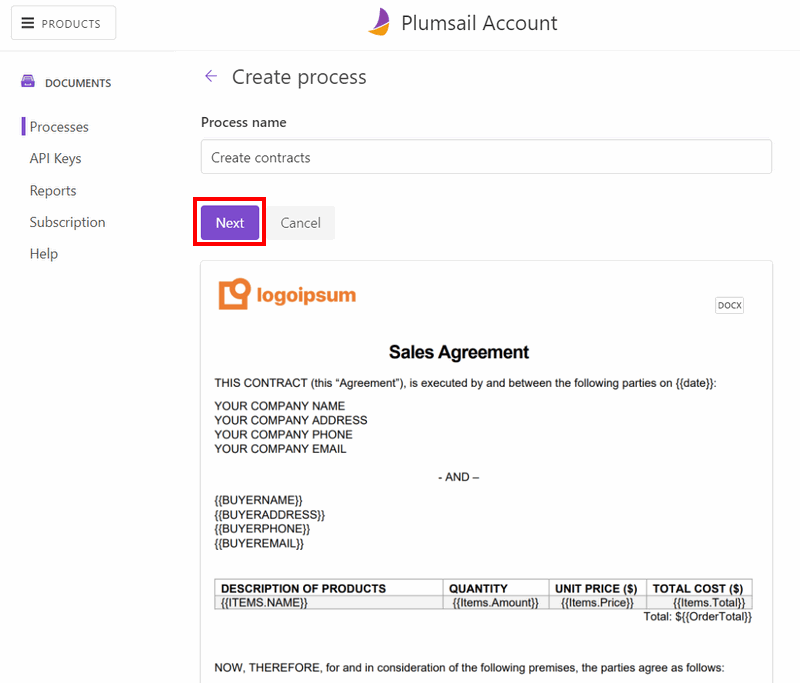 PRODUCTS
Plumsail Account
DOCUMENTS
Processes
API Keys
Reports
Subscription
Help
Create process
Process name
Create contracts
Next
Cancel
logoipsum
DOCX
Sales Agreement
THIS CONTRACT (this “Agreement”), is executed by and between the following parties on {{date}}:
YOUR COMPANY NAME
YOUR COMPANY ADDRESS
YOUR COMPANY PHONE
YOUR COMPANY EMAIL
- AND –
{{BUYERNAME}}
{{BUYERADDRESS}}
{{BUYERPHONE}}
{{BUYEREMAIL}}
DESCRIPTION OF PRODUCTS QUANTITY UNIT PRICE ($) TOTAL COST ($)
{{ITEMS.NAME}} {{Items.Amount}} {{Items.Price}} {{Items.Total}}
Total: ${{OrderTotal}}
NOW, THEREFORE, for and in consideration of the following premises, the parties agree as follows: